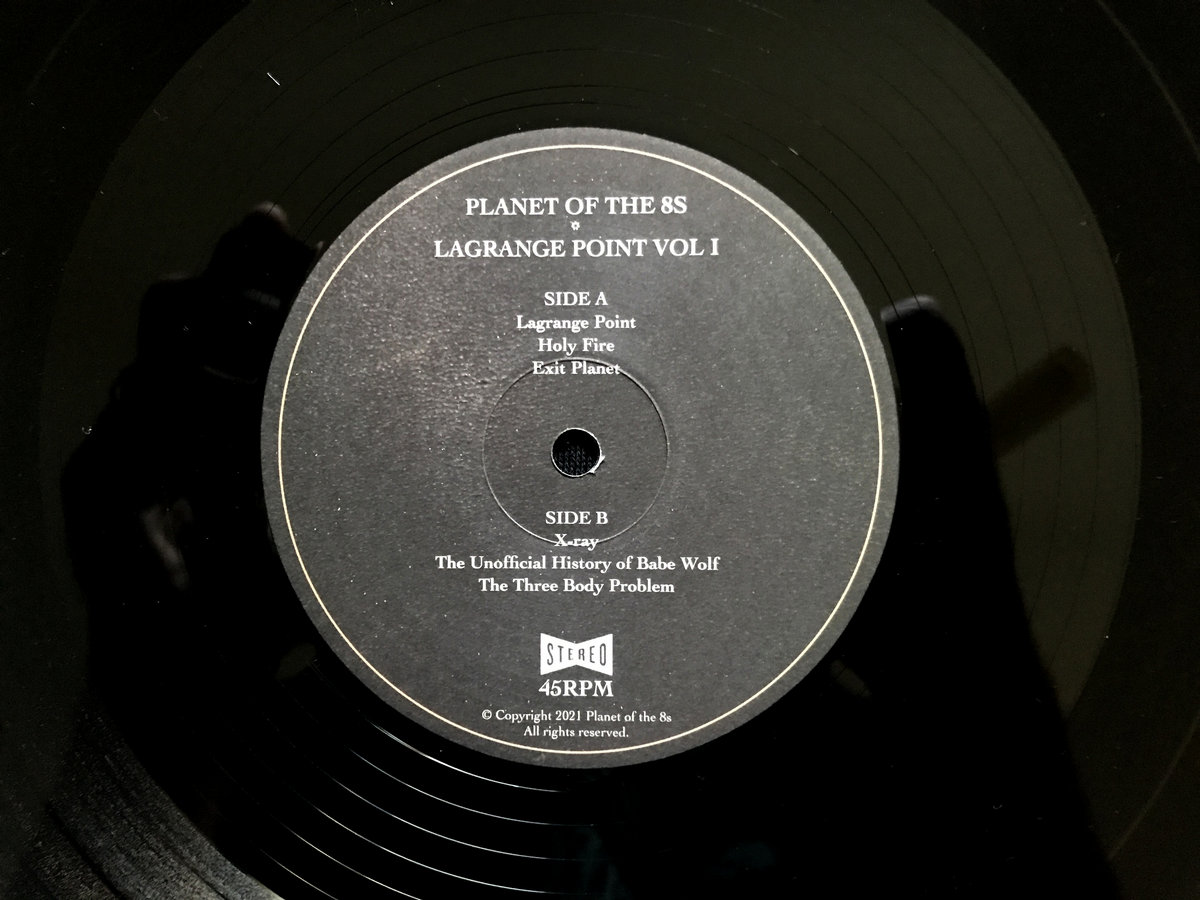 PLANET OF THE 8S
LAGRANGE POINT VOL I
SIDE A
Lagrange Point
Holy Fire
Exit Planet
SIDE B
X-ray
The Unofficial History of Babe Wolf
The Three Body Problem
STEREO
45RPM
© Copyright 2021 Planet of the 8s
All rights reserved.